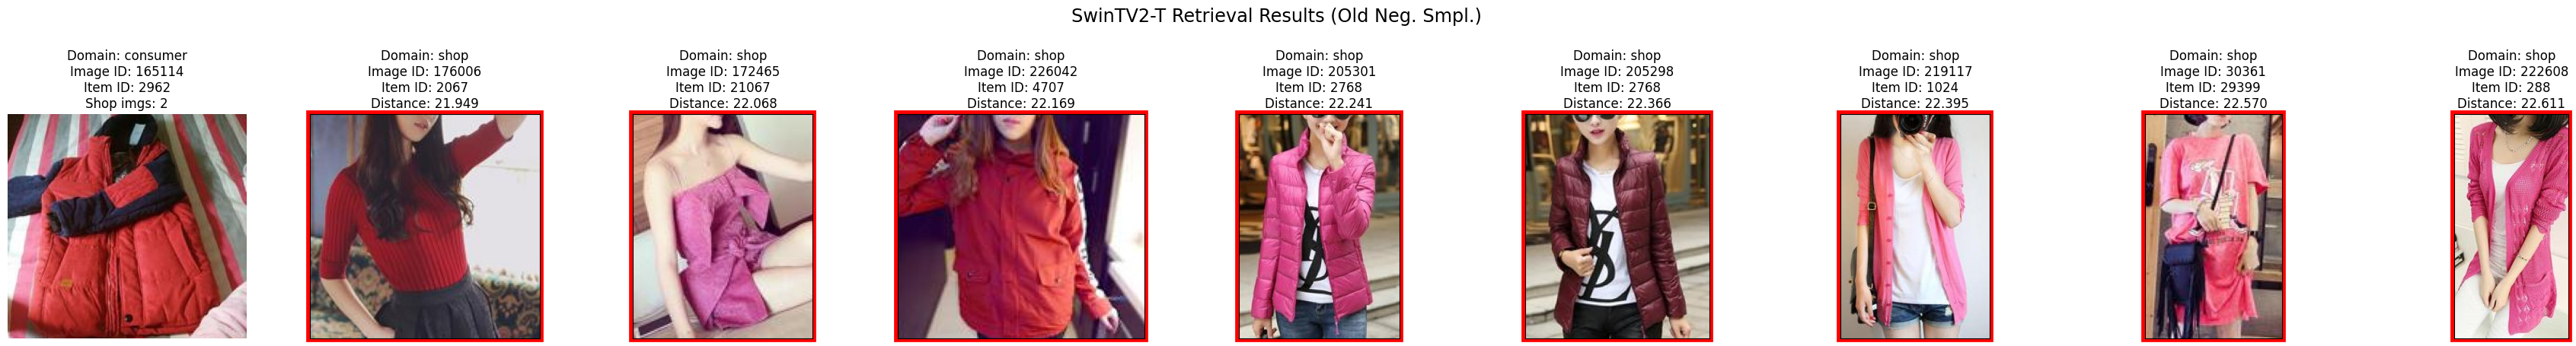 SwinTV2-T Retrieval Results (Old Neg. Smpl.)
Domain: consumer
Image ID: 165114
Item ID: 2962
Shop imgs: 2
Domain: shop
Image ID: 176006
Item ID: 2067
Distance: 21.949
Domain: shop
Image ID: 172465
Item ID: 21067
Distance: 22.068
Domain: shop
Image ID: 226042
Item ID: 4707
Distance: 22.169
Domain: shop
Image ID: 205301
Item ID: 2768
Distance: 22.241
Domain: shop
Image ID: 205298
Item ID: 2768
Distance: 22.366
Domain: shop
Image ID: 219117
Item ID: 1024
Distance: 22.395
Domain: shop
Image ID: 30361
Item ID: 29399
Distance: 22.570
Domain: shop
Image ID: 222608
Item ID: 288
Distance: 22.611